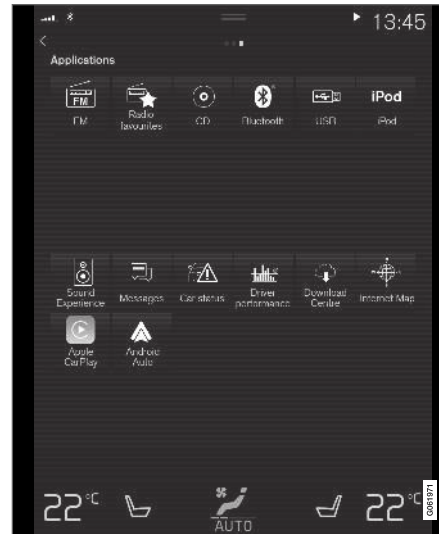 13:45
Applications
FM
iPod
FM
Radio
favourites
CD
Bluetooth
USB
iPod
Sound
Experience
Messages
Car status
Driver
performance
Download
Centre
Internet Map
Apple
CarPlay
Android
Auto
22°C
AUTO
22°C
G061971